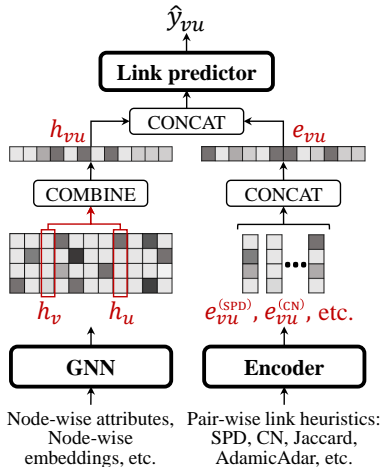 ŷ_vu
Link predictor
CONCAT
h_vu
e_vu
COMBINE
CONCAT
h_v
h_u
e_vu^(SPD), e_vu^(CN), etc.
GNN
Encoder
Node-wise attributes,
Node-wise
embeddings, etc.
Pair-wise link heuristics:
SPD, CN, Jaccard,
AdamicAdar, etc.